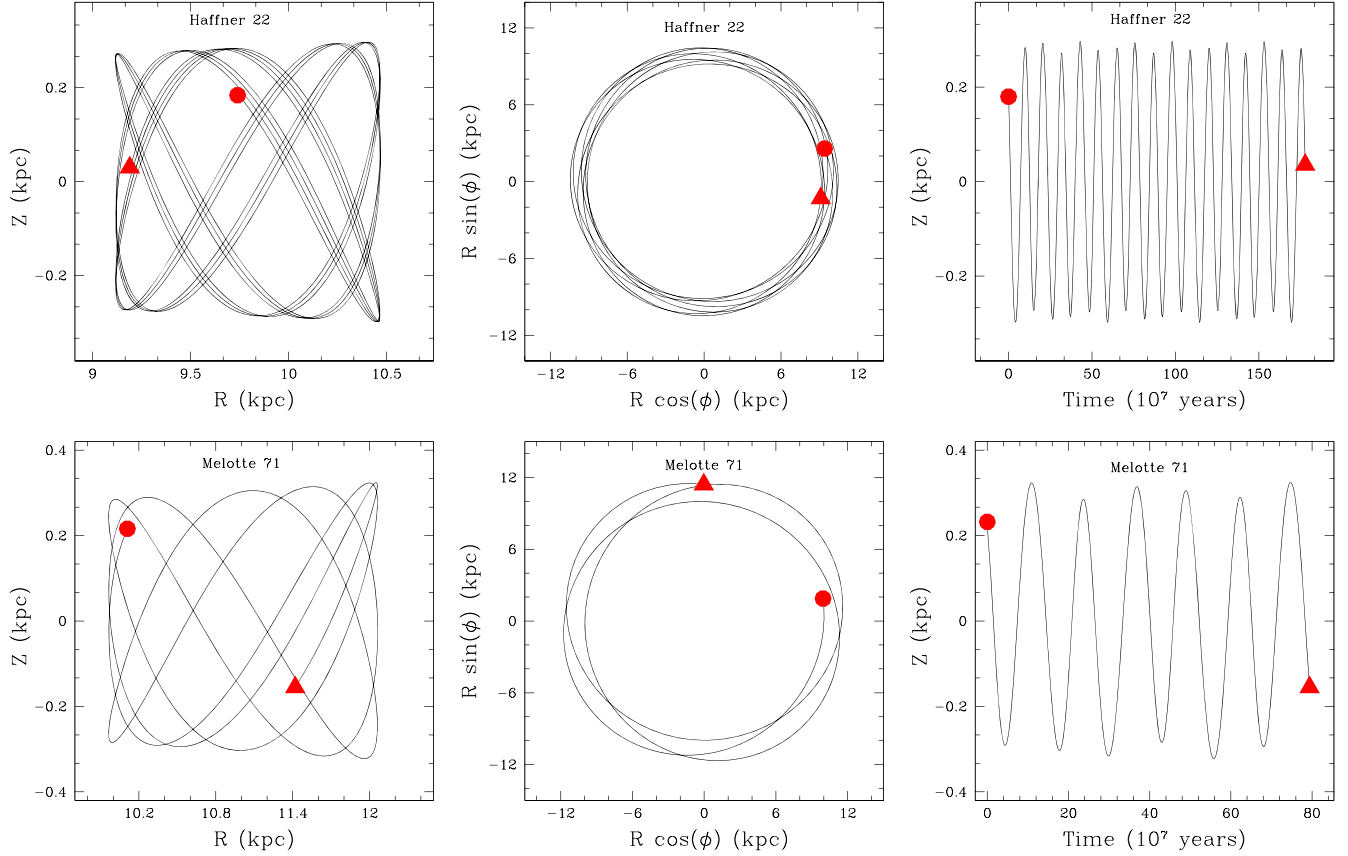 Haffner 22
0.2
0
−0.2
Z (kpc)
9
9.5
10
10.5
R (kpc)
Haffner 22
12
6
0
−6
−12
R sin(ϕ) (kpc)
−12
−6
0
6
12
R cos(ϕ) (kpc)
Haffner 22
0.2
0
−0.2
Z (kpc)
0
50
100
150
Time (10⁷ years)
Melotte 71
0.4
0.2
0
−0.2
−0.4
Z (kpc)
10.2
10.8
11.4
12
R (kpc)
Melotte 71
12
6
0
−6
−12
R sin(ϕ) (kpc)
−12
−6
0
6
12
R cos(ϕ) (kpc)
Melotte 71
0.4
0.2
0
−0.2
−0.4
Z (kpc)
0
20
40
60
80
Time (10⁷ years)